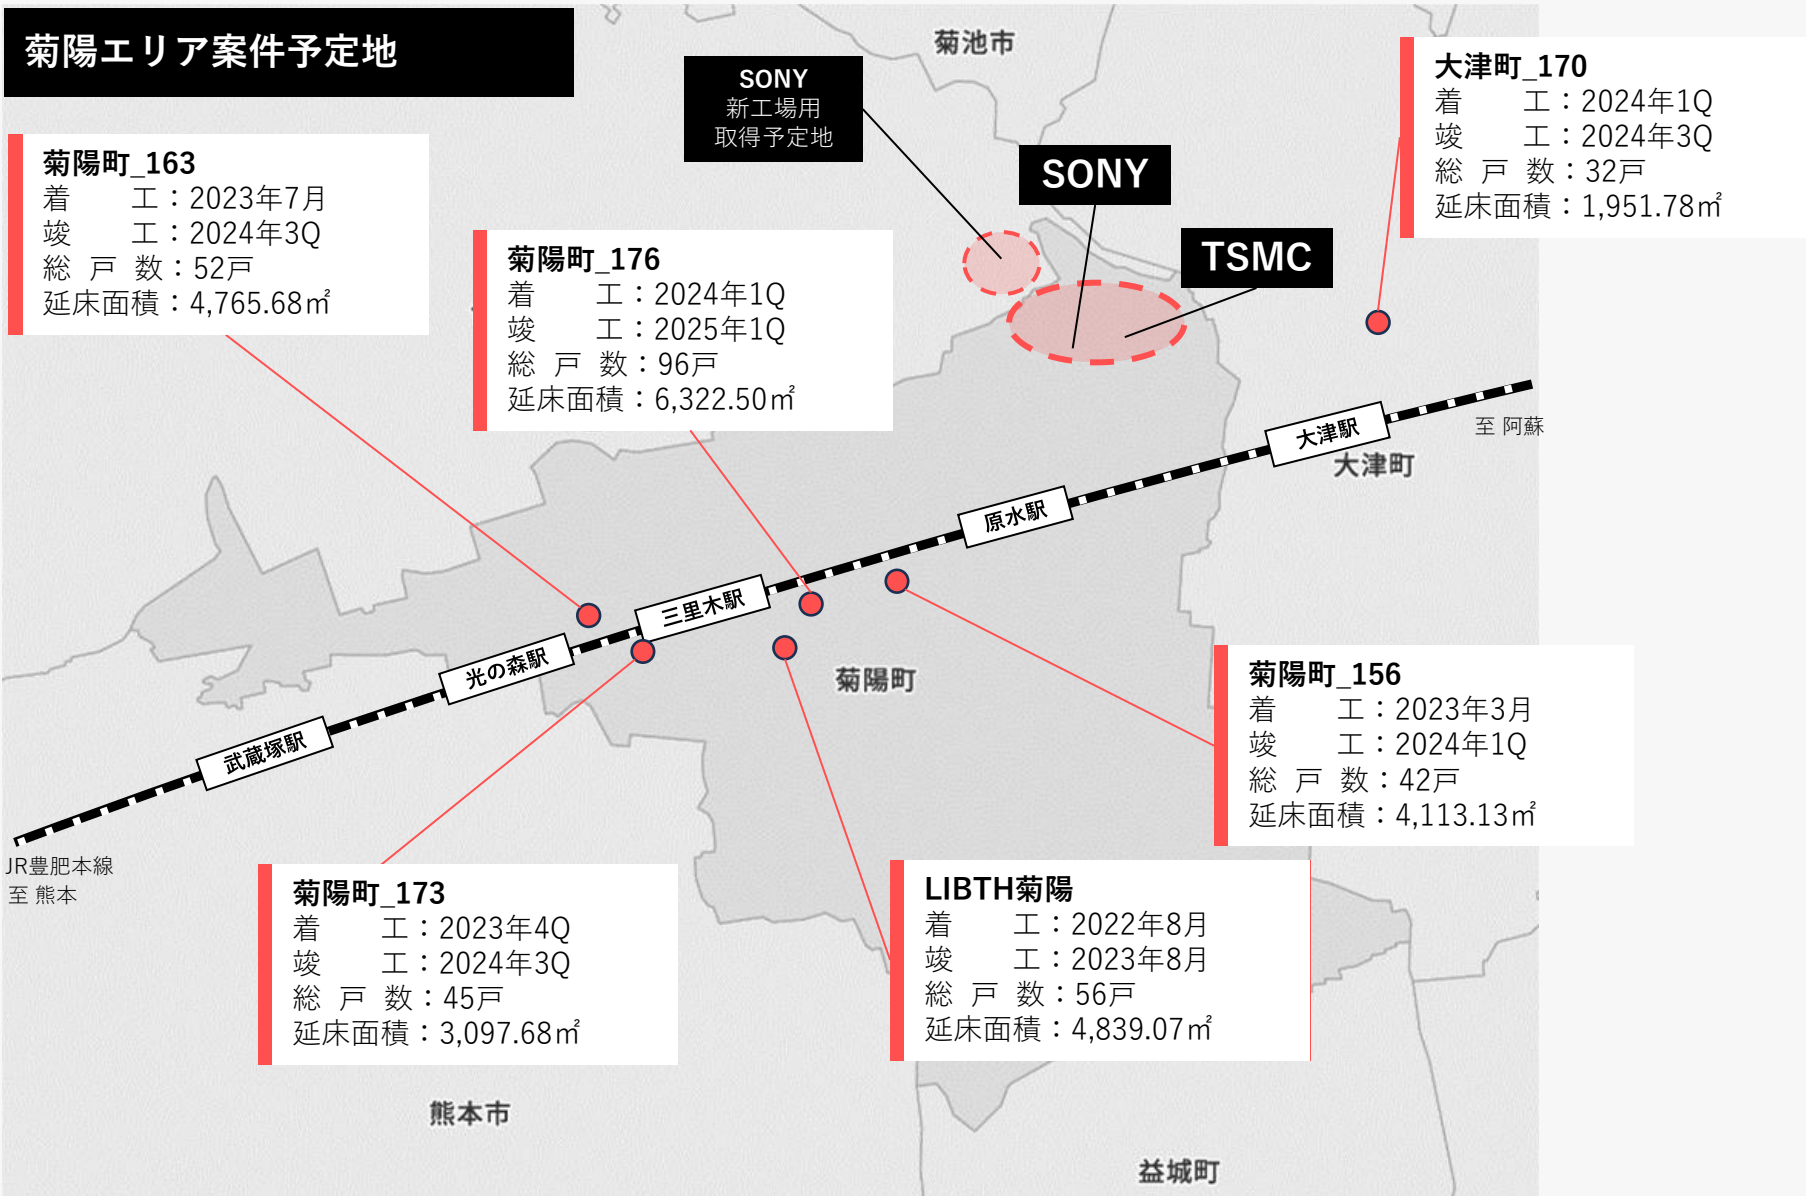 菊陽エリア案件予定地
菊池市
SONY
新工場用
取得予定地
SONY
TSMC
大津町_170
着　　工：2024年1Q
竣　　工：2024年3Q
総 戸 数：32戸
延床面積：1,951.78㎡
菊陽町_163
着　　工：2023年7月
竣　　工：2024年3Q
総 戸 数：52戸
延床面積：4,765.68㎡
菊陽町_176
着　　工：2024年1Q
竣　　工：2025年1Q
総 戸 数：96戸
延床面積：6,322.50㎡
至 阿蘇
大津駅
大津町
原水駅
三里木駅
光の森駅
武蔵塚駅
JR豊肥本線
至 熊本
菊陽町
菊陽町_156
着　　工：2023年3月
竣　　工：2024年1Q
総 戸 数：42戸
延床面積：4,113.13㎡
菊陽町_173
着　　工：2023年4Q
竣　　工：2024年3Q
総 戸 数：45戸
延床面積：3,097.68㎡
LIBTH菊陽
着　　工：2022年8月
竣　　工：2023年8月
総 戸 数：56戸
延床面積：4,839.07㎡
熊本市
益城町